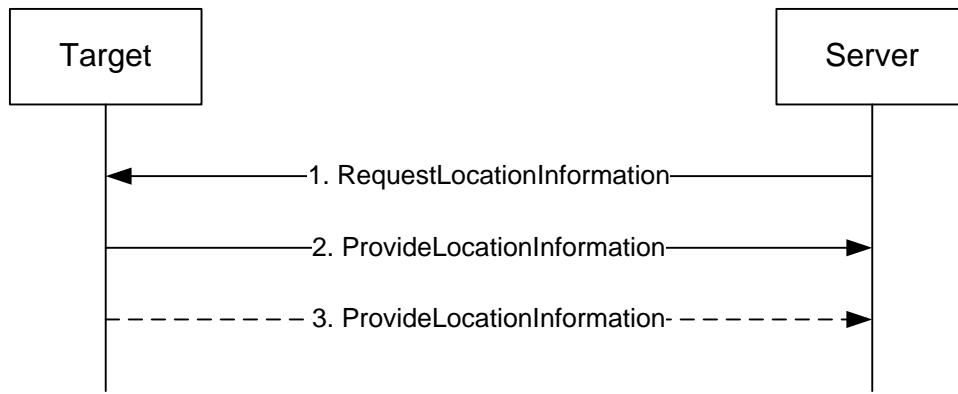 Target
Server
1. RequestLocationInformation
2. ProvideLocationInformation
3. ProvideLocationInformation